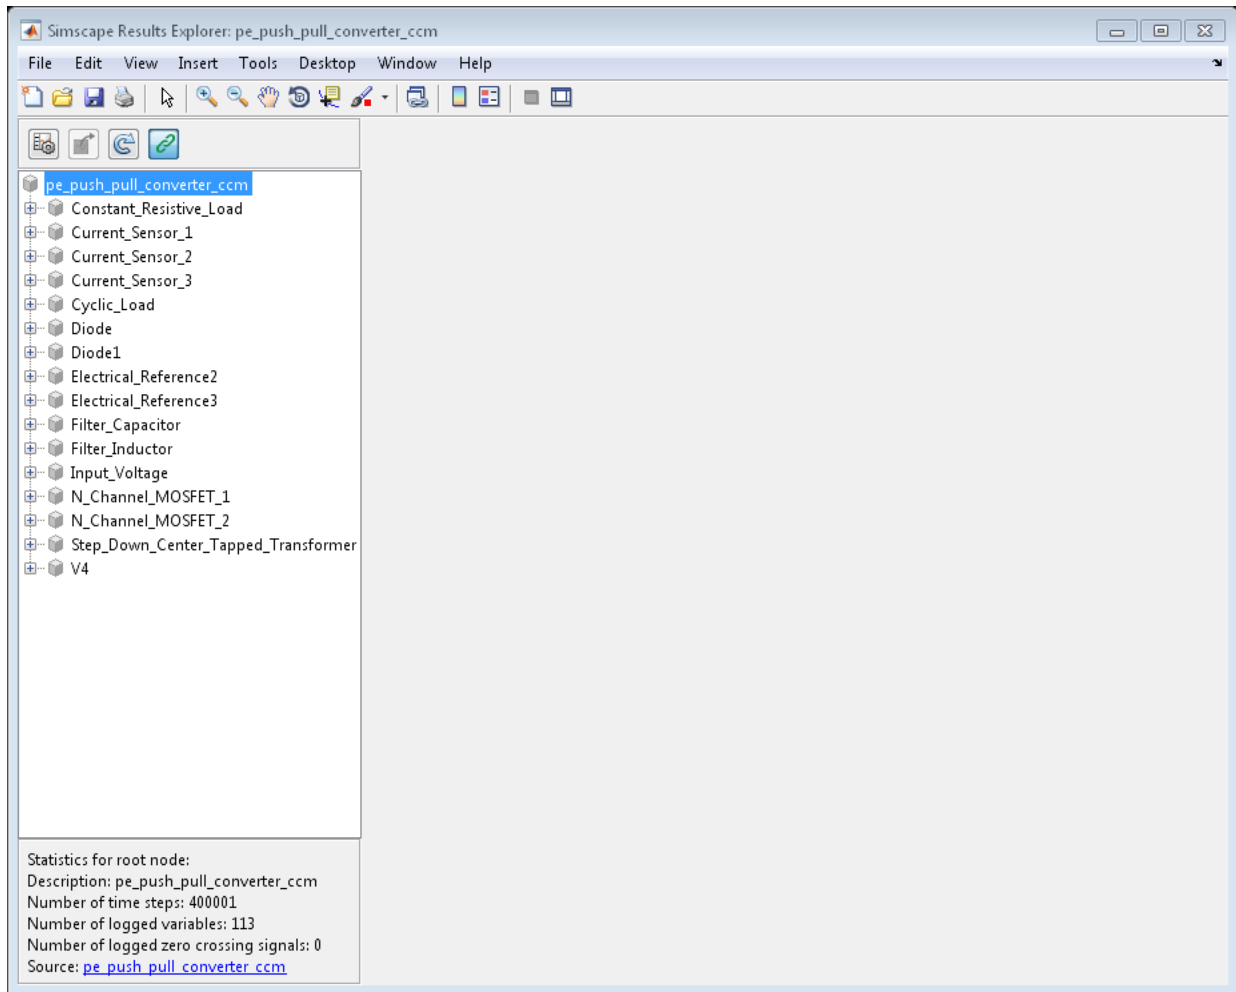 Simscape Results Explorer: pe_push_pull_converter_ccm
File Edit View Insert Tools Desktop Window Help
pe_push_pull_converter_ccm
Constant_Resistive_Load
Current_Sensor_1
Current_Sensor_2
Current_Sensor_3
Cyclic_Load
Diode
Diode1
Electrical_Reference2
Electrical_Reference3
Filter_Capacitor
Filter_Inductor
Input_Voltage
N_Channel_MOSFET_1
N_Channel_MOSFET_2
Step_Down_Center_Tapped_Transformer
V4
Statistics for root node:
Description: pe_push_pull_converter_ccm
Number of time steps: 400001
Number of logged variables: 113
Number of logged zero crossing signals: 0
Source: pe_push_pull_converter_ccm